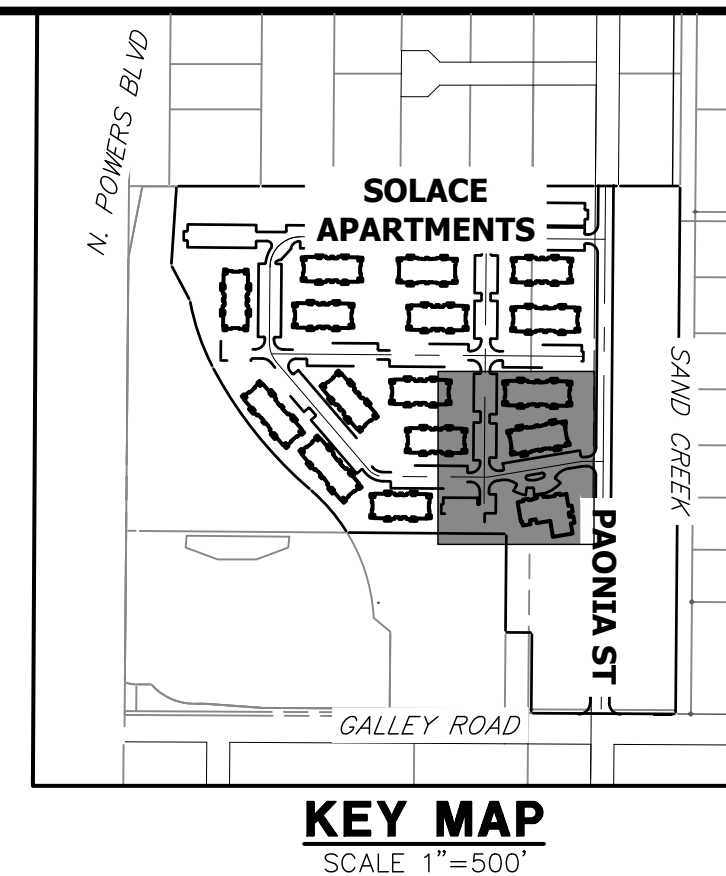 N. POWERS BLVD
SOLACE
APARTMENTS
SAND CREEK
PAONIA ST
GALLEY ROAD
KEY MAP
SCALE 1"=500'